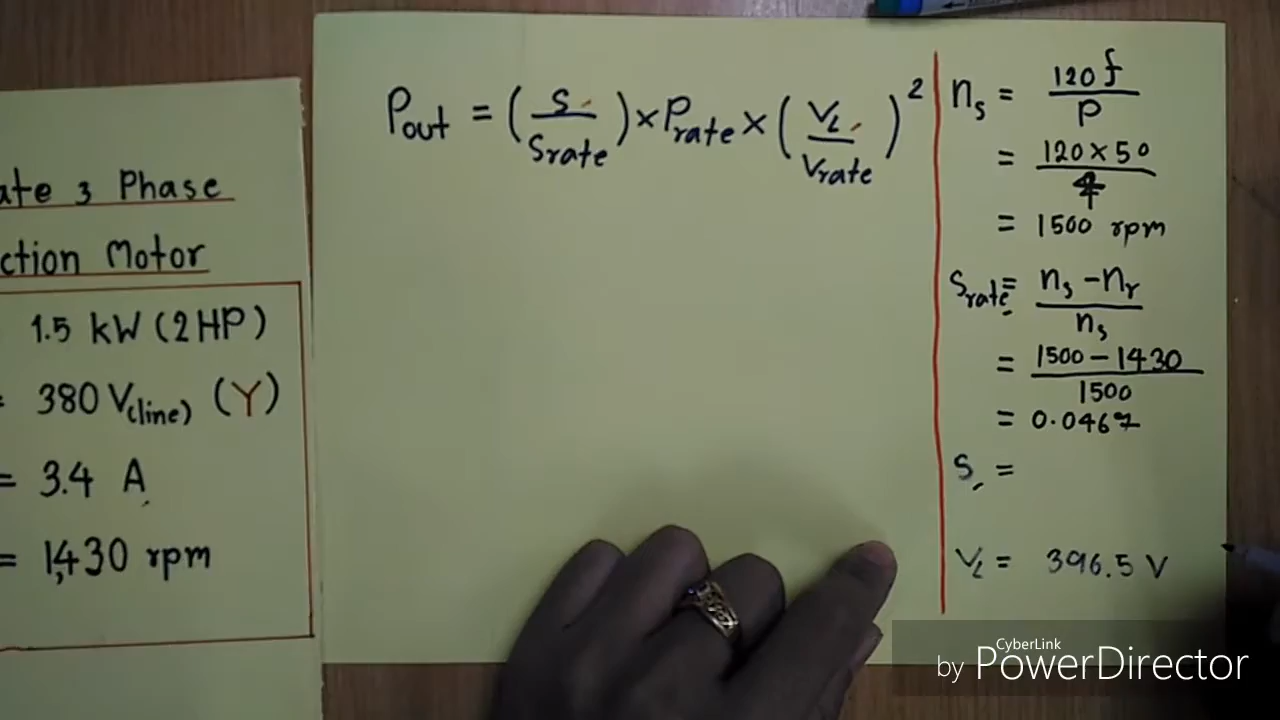 ate 3 Phase
ction Motor
1.5 kW (2HP)
= 380 V(line) (Y)
= 3.4 A
= 1,430 rpm
Pout = (S/Srate) × Prate × (VL/Vrate)²
ns = 120f/P
= 120×50/4
= 1500 rpm
Srate = ns - nr/ns
= 1500 - 1430/1500
= 0.0467
S =
VL = 396.5 V
CyberLink
by PowerDirector